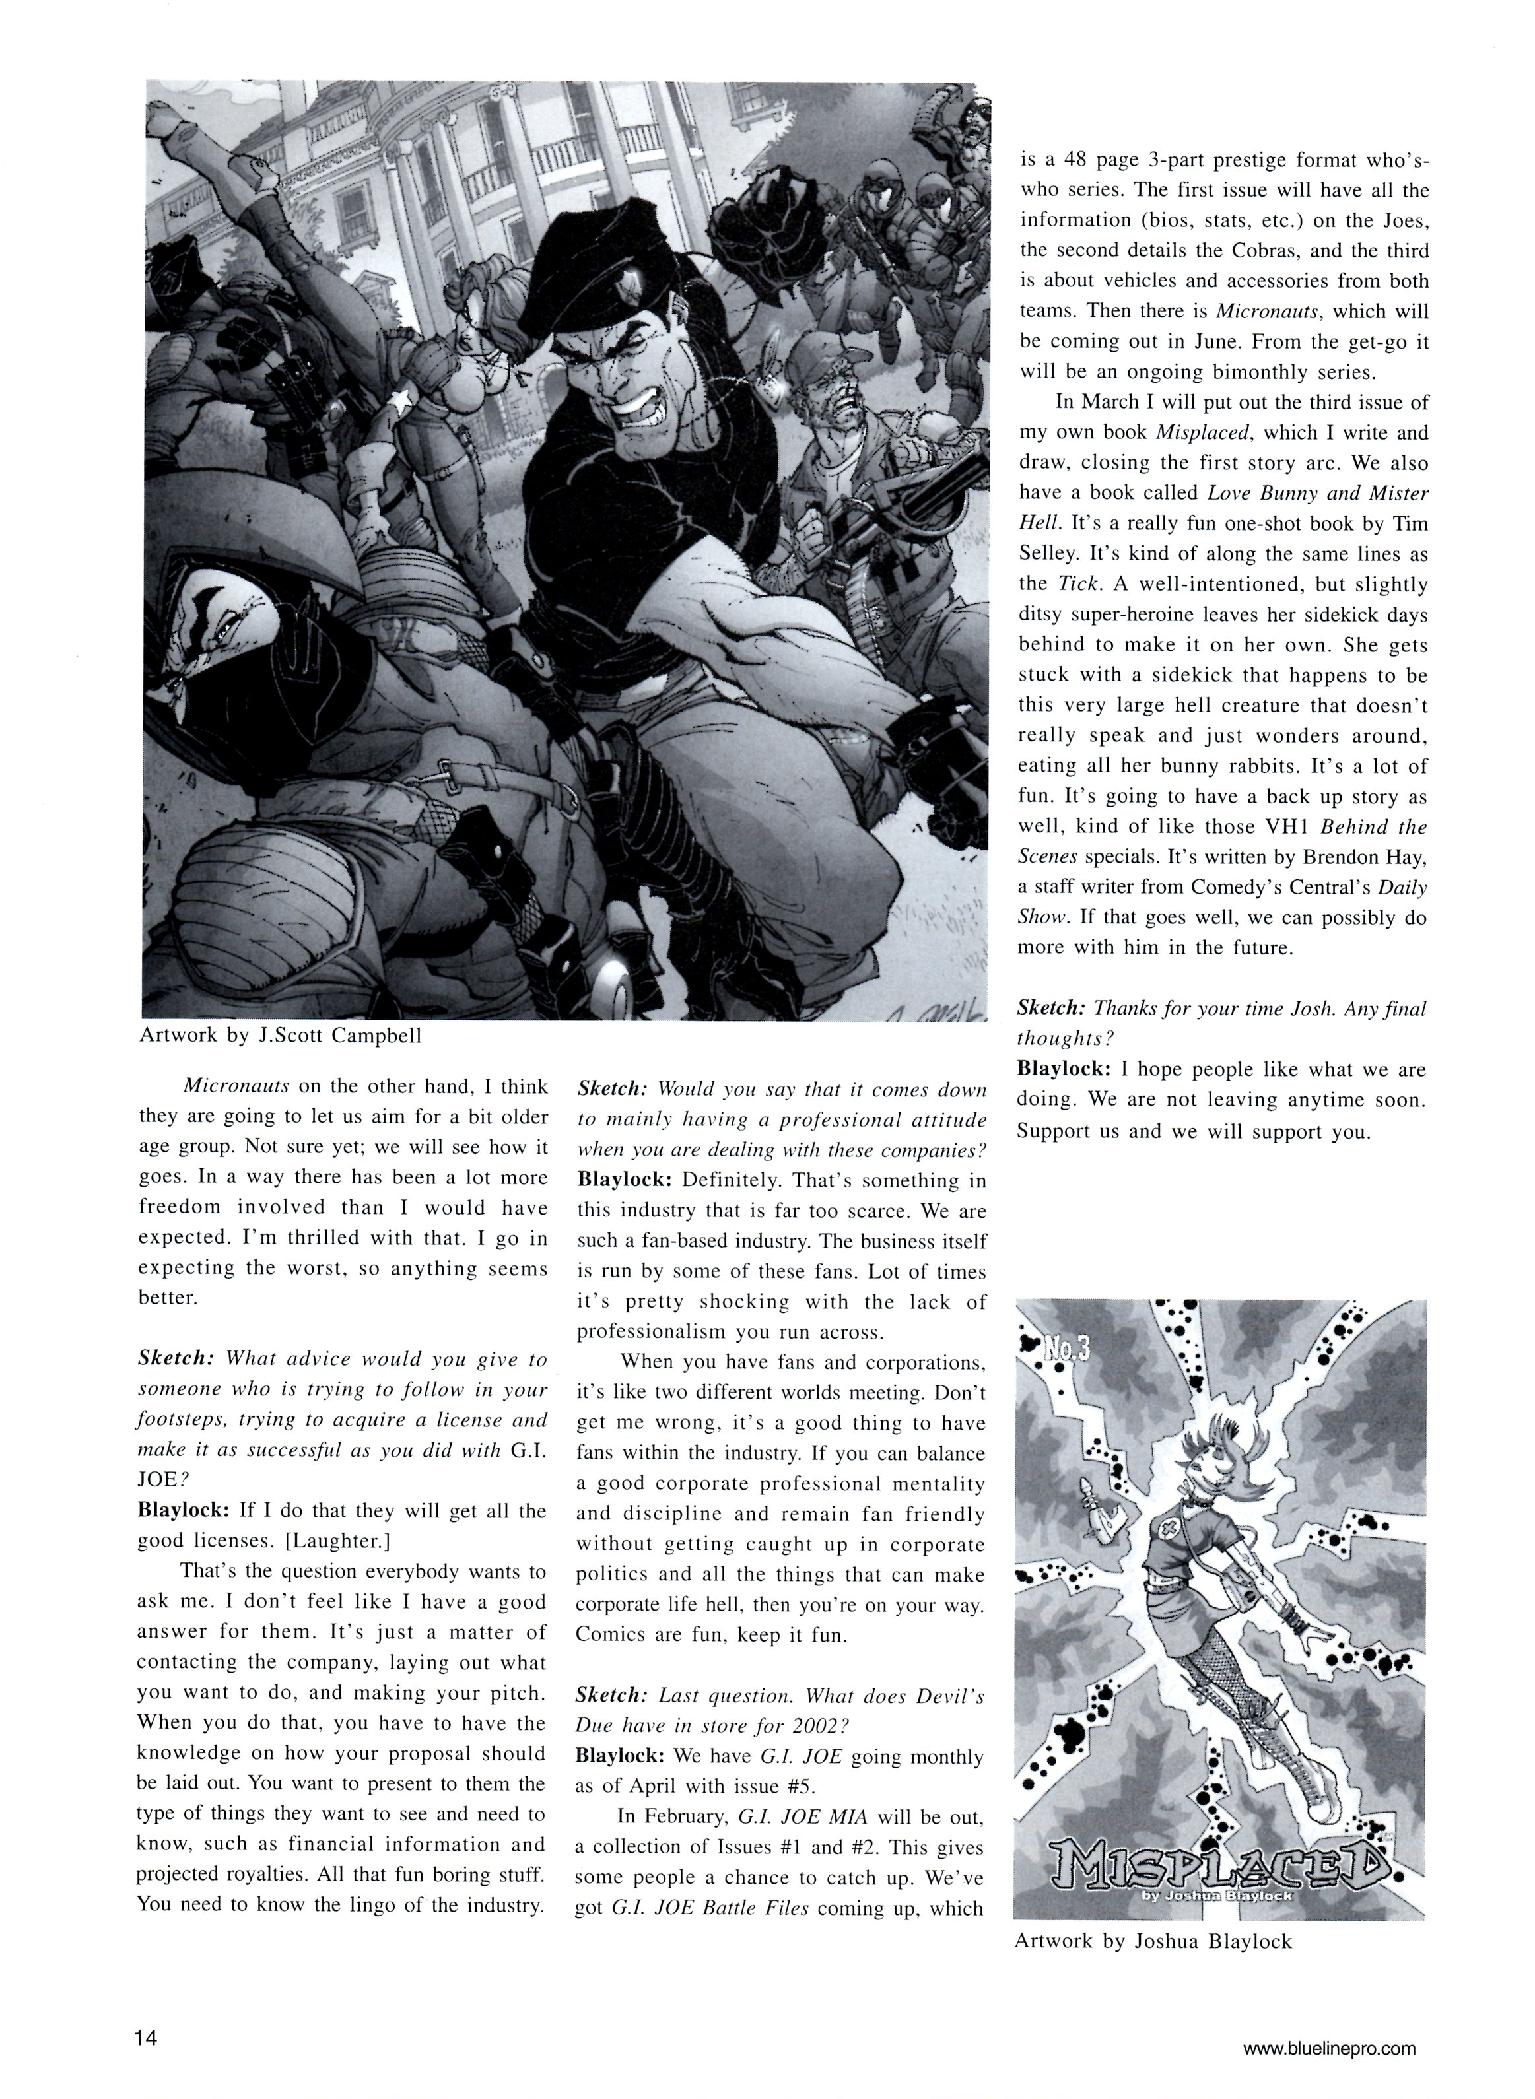 Artwork by J.Scott Campbell
Micronauts on the other hand, I think
they are going to let us aim for a bit older
age group. Not sure yet; we will see how it
goes. In a way there has been a lot more
freedom involved than I would have
expected. I'm thrilled with that. I go in
expecting the worst, so anything seems
better.
Sketch: What advice would you give to
someone who is trying to follow in your
footsteps, trying to acquire a license and
make it as successful as you did with G.I.
JOE?
Blaylock: If I do that they will get all the
good licenses. [Laughter.]
That's the question everybody wants to
ask me. I don't feel like I have a good
answer for them. It's just a matter of
contacting the company, laying out what
you want to do, and making your pitch.
When you do that, you have to have the
knowledge on how your proposal should
be laid out. You want to present to them the
type of things they want to see and need to
know, such as financial information and
projected royalties. All that fun boring stuff.
You need to know the lingo of the industry.
Sketch: Would you say that it comes down
to mainly having a professional attitude
when you are dealing with these companies?
Blaylock: Definitely. That's something in
this industry that is far too scarce. We are
such a fan-based industry. The business itself
is run by some of these fans. Lot of times
it's pretty shocking with the lack of
professionalism you run across.
When you have fans and corporations,
it's like two different worlds meeting. Don't
get me wrong, it's a good thing to have
fans within the industry. If you can balance
a good corporate professional mentality
and discipline and remain fan friendly
without getting caught up in corporate
politics and all the things that can make
corporate life hell, then you're on your way.
Comics are fun, keep it fun.
Sketch: Last question. What does Devil's
Due have in store for 2002?
Blaylock: We have G.I. JOE going monthly
as of April with issue #5.
In February, G.I. JOE MIA will be out,
a collection of Issues #1 and #2. This gives
some people a chance to catch up. We've
got G.I. JOE Battle Files coming up, which
is a 48 page 3-part prestige format who's-
who series. The first issue will have all the
information (bios, stats, etc.) on the Joes,
the second details the Cobras, and the third
is about vehicles and accessories from both
teams. Then there is Micronauts, which will
be coming out in June. From the get-go it
will be an ongoing bimonthly series.
In March I will put out the third issue of
my own book Misplaced, which I write and
draw, closing the first story arc. We also
have a book called Love Bunny and Mister
Hell. It's a really fun one-shot book by Tim
Selley. It's kind of along the same lines as
the Tick. A well-intentioned, but slightly
ditsy super-heroine leaves her sidekick days
behind to make it on her own. She gets
stuck with a sidekick that happens to be
this very large hell creature that doesn't
really speak and just wonders around,
eating all her bunny rabbits. It's a lot of
fun. It's going to have a back up story as
well, kind of like those VH1 Behind the
Scenes specials. It's written by Brendon Hay,
a staff writer from Comedy's Central's Daily
Show. If that goes well, we can possibly do
more with him in the future.
Sketch: Thanks for your time Josh. Any final
thoughts?
Blaylock: I hope people like what we are
doing. We are not leaving anytime soon.
Support us and we will support you.
No.3
MISPLACED
by Joshua Blaylock
Artwork by Joshua Blaylock
14
www.bluelinepro.com